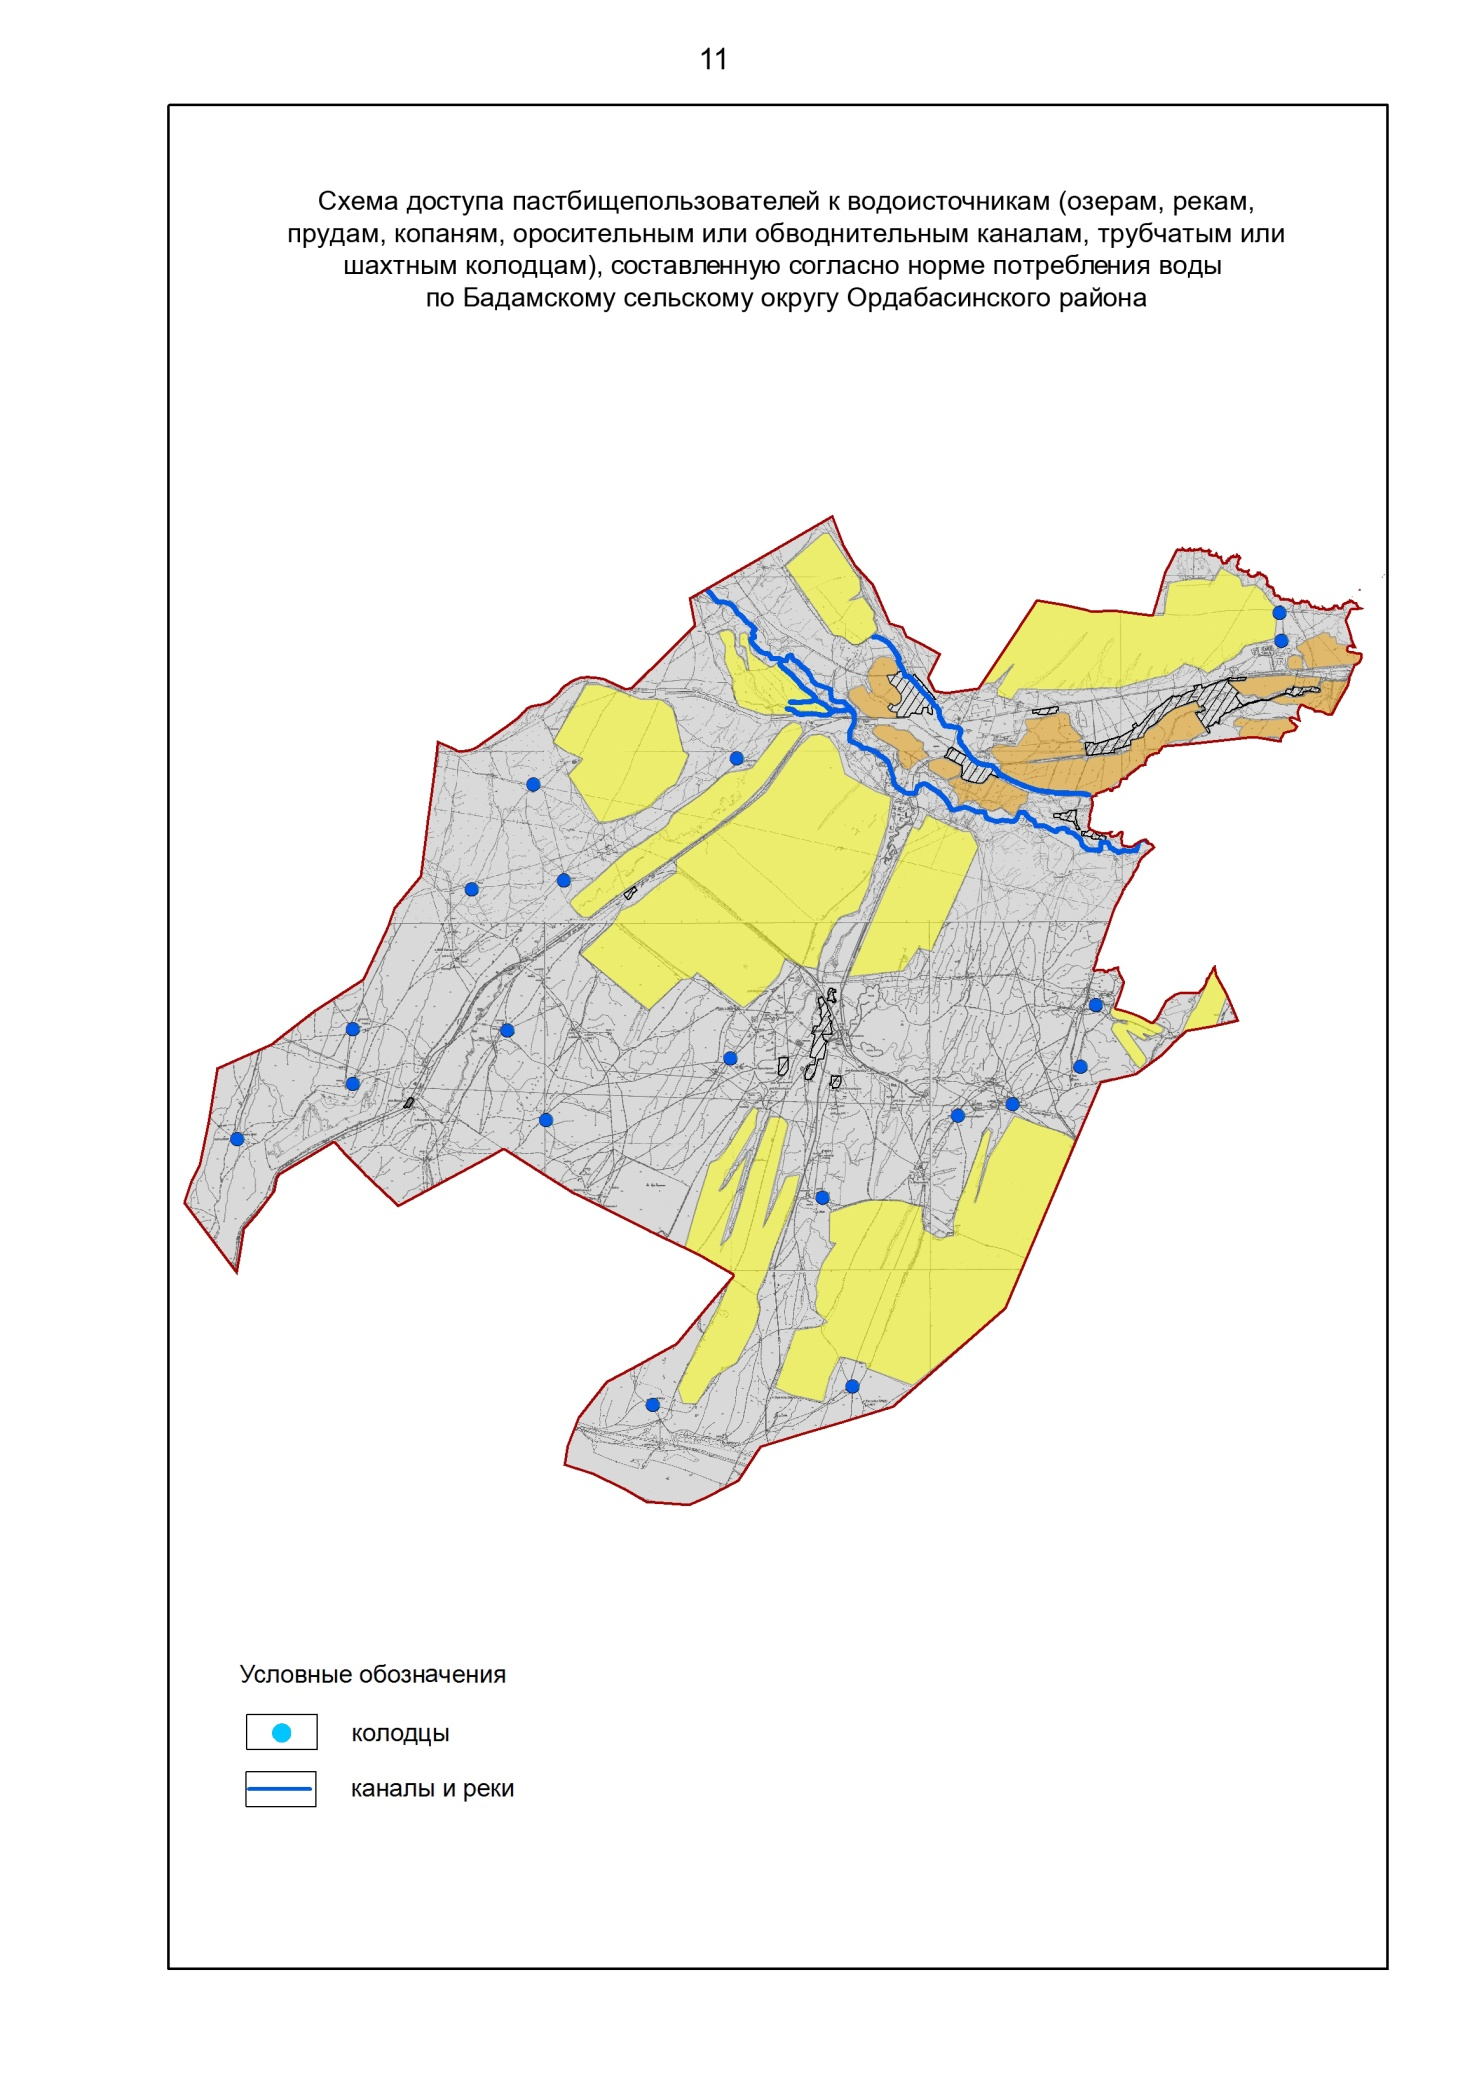 11
Схема доступа пастбищепользователей к водоисточникам (озерам, рекам,
прудам, копаням, оросительным или обводнительным каналам, трубчатым или
шахтным колодцам), составленную согласно норме потребления воды
по Бадамскому сельскому округу Ордабасинского района
Условные обозначения
колодцы
каналы и реки